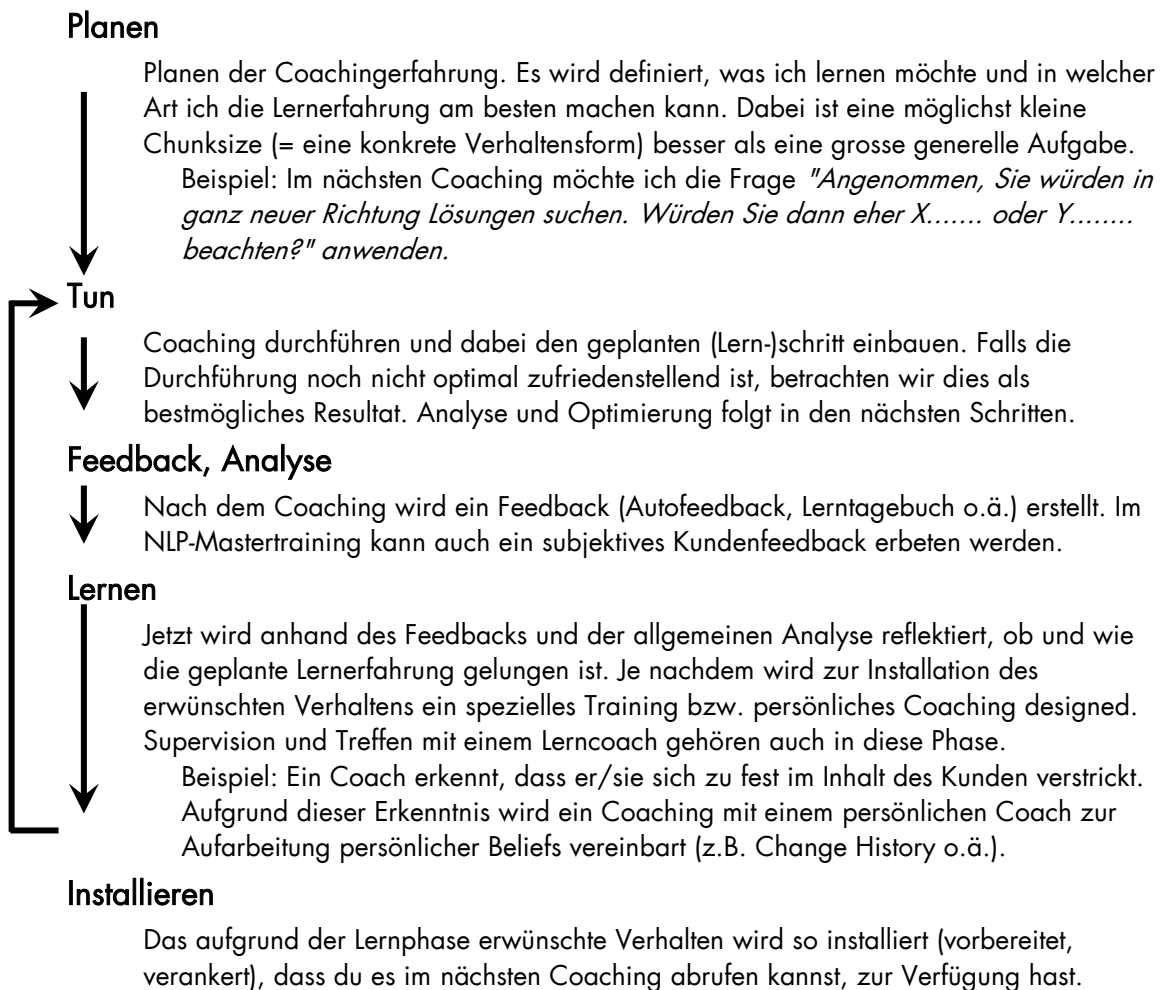 Planen
Planen der Coachingerfahrung. Es wird definiert, was ich lernen möchte und in welcher
Art ich die Lernerfahrung am besten machen kann. Dabei ist eine möglichst kleine
Chunksize (= eine konkrete Verhaltensform) besser als eine grosse generelle Aufgabe.
Beispiel: Im nächsten Coaching möchte ich die Frage "Angenommen, Sie würden in
ganz neuer Richtung Lösungen suchen. Würden Sie dann eher X....... oder Y........
beachten?" anwenden.
Tun
Coaching durchführen und dabei den geplanten (Lern-)schritt einbauen. Falls die
Durchführung noch nicht optimal zufriedenstellend ist, betrachten wir dies als
bestmögliches Resultat. Analyse und Optimierung folgt in den nächsten Schritten.
Feedback, Analyse
Nach dem Coaching wird ein Feedback (Autofeedback, Lerntagebuch o.ä.) erstellt. Im
NLP-Mastertraining kann auch ein subjektives Kundenfeedback erbeten werden.
Lernen
Jetzt wird anhand des Feedbacks und der allgemeinen Analyse reflektiert, ob und wie
die geplante Lernerfahrung gelungen ist. Je nachdem wird zur Installation des
erwünschten Verhaltens ein spezielles Training bzw. persönliches Coaching designed.
Supervision und Treffen mit einem Lerncoach gehören auch in diese Phase.
Beispiel: Ein Coach erkennt, dass er/sie sich zu fest im Inhalt des Kunden verstrickt.
Aufgrund dieser Erkenntnis wird ein Coaching mit einem persönlichen Coach zur
Aufarbeitung persönlicher Beliefs vereinbart (z.B. Change History o.ä.).
Installieren
Das aufgrund der Lernphase erwünschte Verhalten wird so installiert (vorbereitet,
verankert), dass du es im nächsten Coaching abrufen kannst, zur Verfügung hast.